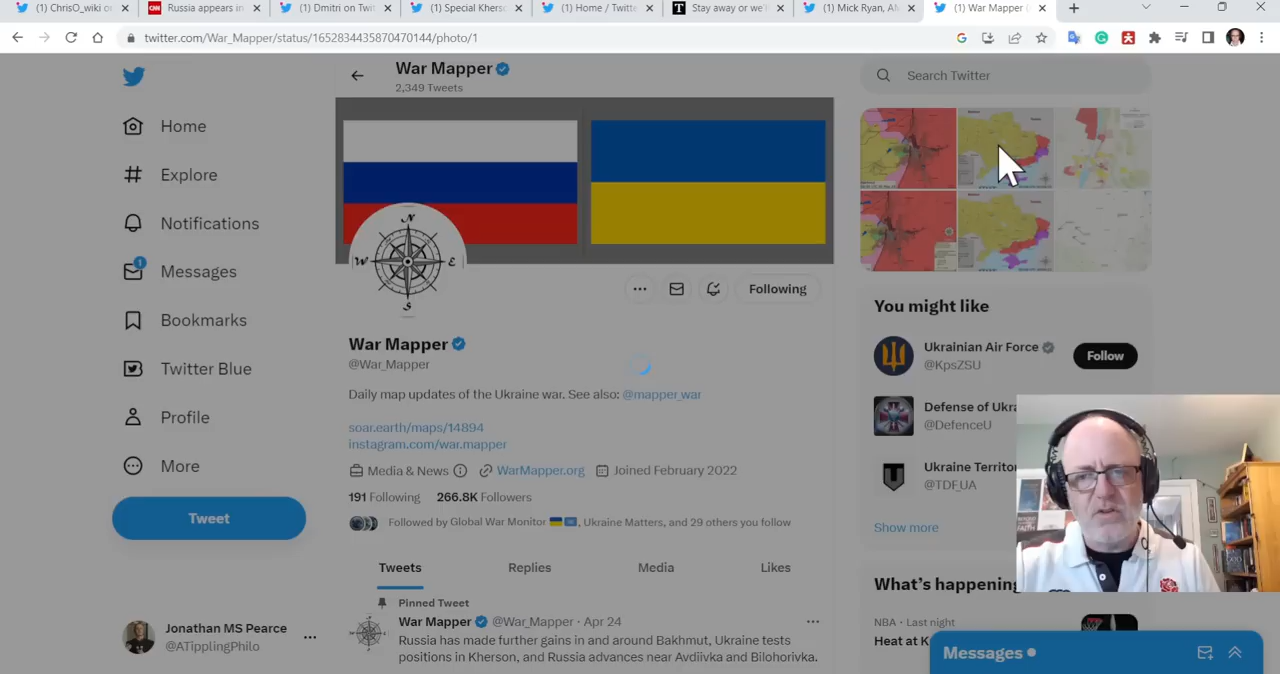 (1) ChrisO_wiki o
Russia appears in
(1) Dmitri on Twit
(1) Special Kherso
(1) Home / Twitte
Stay away or we'l
(1) Mick Ryan, AM
(1) War Mapper
twitter.com/War_Mapper/status/1652834435870470144/photo/1
War Mapper
2,349 Tweets
Search Twitter
Home
Explore
Notifications
1
Messages
Bookmarks
Twitter Blue
Profile
More
Tweet
Jonathan MS Pearce
@ATipplingPhilo
N
W
E
S
Following
War Mapper
@War_Mapper
Daily map updates of the Ukraine war. See also: @mapper_war
soar.earth/maps/14894
instagram.com/war.mapper
Media & News
WarMapper.org
Joined February 2022
191 Following 266.8K Followers
Followed by Global War Monitor, Ukraine Matters, and 29 others you follow
Tweets Replies Media Likes
Pinned Tweet
War Mapper @War_Mapper · Apr 24
Russia has made further gains in and around Bakhmut, Ukraine tests
positions in Kherson, and Russia advances near Avdiivka and Bilohorivka.
You might like
Ukrainian Air Force
@KpsZSU
Follow
Defense of Ukra
@DefenceU
Ukraine Territo
@TDF_UA
Show more
What's happening
NBA · Last night
Heat at K
Messages